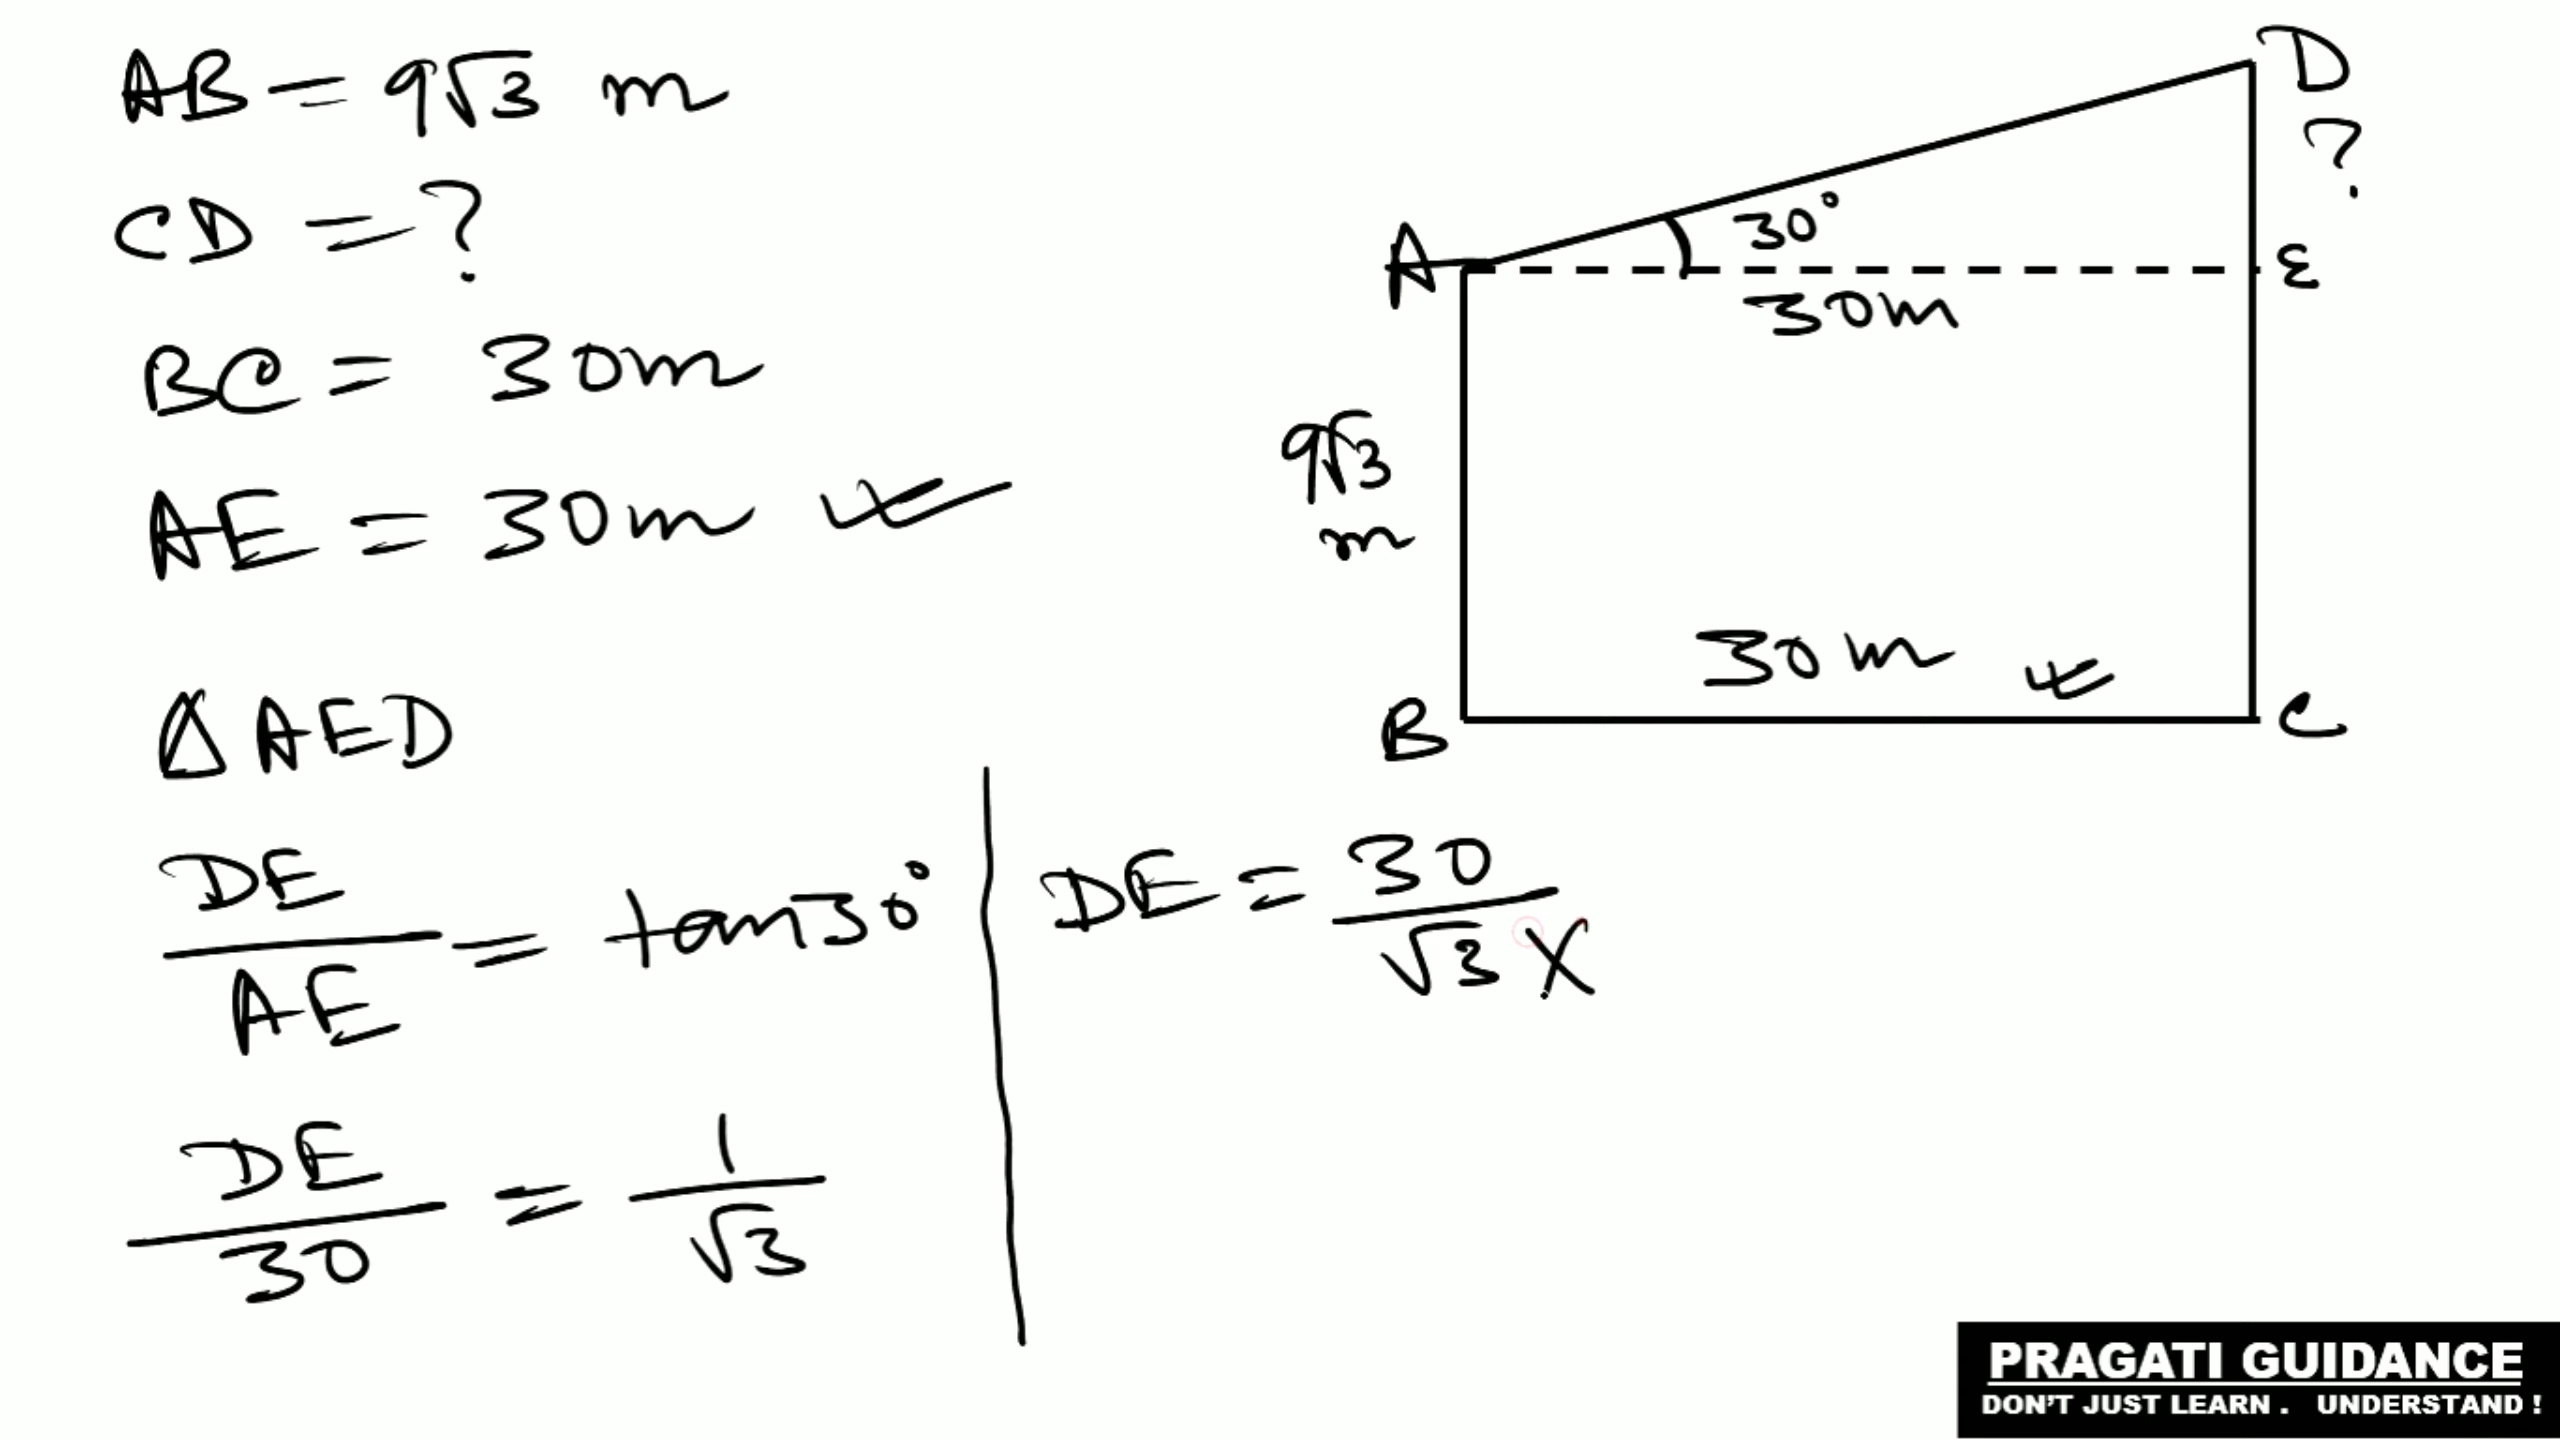 AB = 9√3 m
CD = ?
BC = 30m
AE = 30m
△AED
DE/AE = tan30°
DE/30 = 1/√3
DE = 30/√3 ×
D
?
A
30°
E
30m
9√3
m
30m
B
C
PRAGATI GUIDANCE
DON'T JUST LEARN. UNDERSTAND!